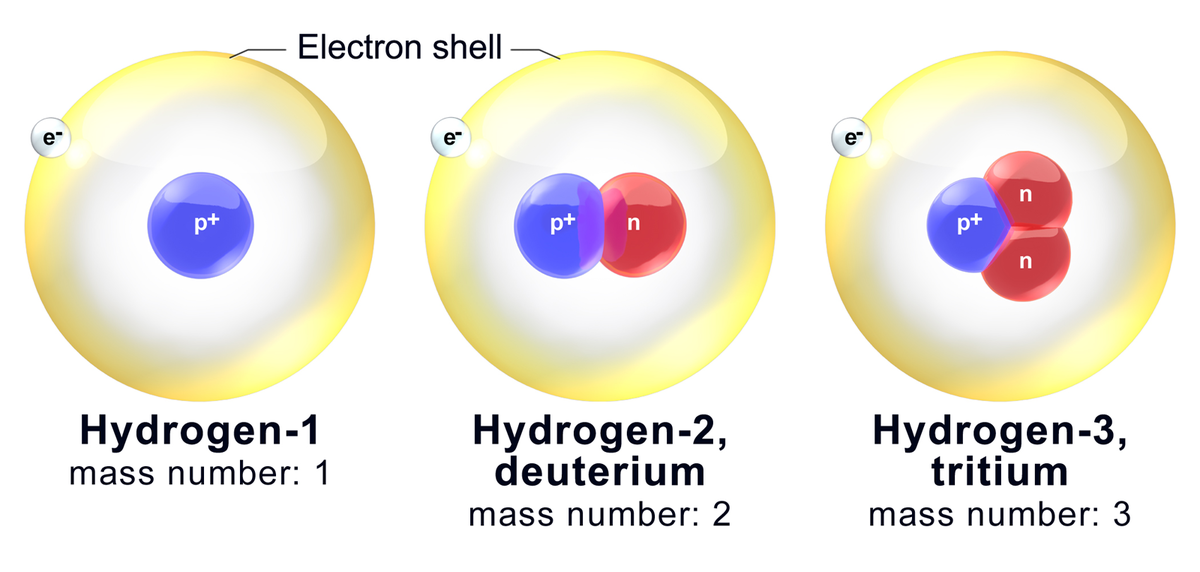 Electron shell
e-
p+
Hydrogen-1
mass number: 1
e-
p+ n
Hydrogen-2,
deuterium
mass number: 2
e-
n
p+
n
Hydrogen-3,
tritium
mass number: 3